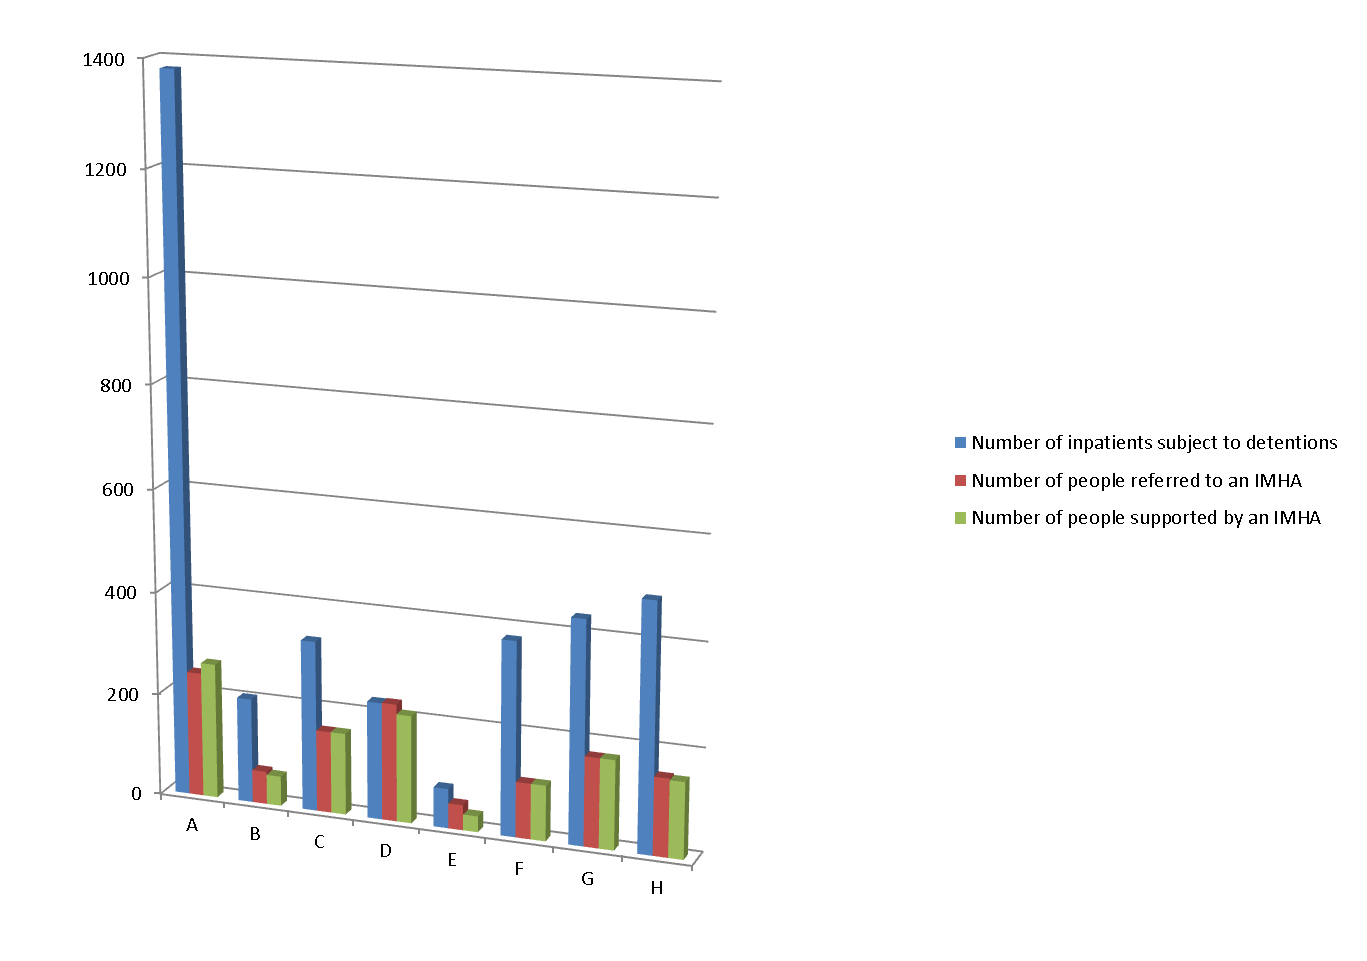 1400
1200
1000
800
600
400
200
0
A
B
C
D
E
F
G
H
Number of inpatients subject to detentions
Number of people referred to an IMHA
Number of people supported by an IMHA